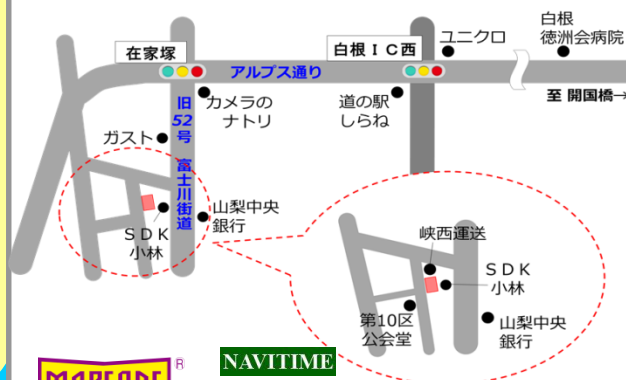 白根
徳洲会病院
ユニクロ
在家塚
白根ＩＣ西
アルプス通り
至 開国橋→
旧
52
号
富士川街道
カメラの
ナトリ
道の駅
しらね
ガスト
山梨中央
銀行
ＳＤＫ
小林
峡西運送
ＳＤＫ
小林
第10区
公会堂
山梨中央
銀行
NAVITIME
®